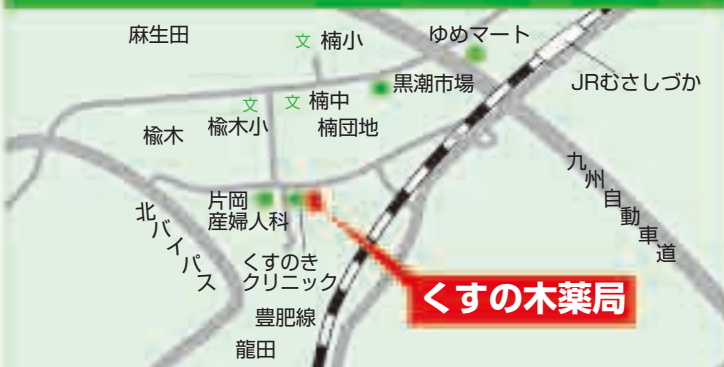 麻生田
文 楠小
ゆめマート
JRむさしづか
黒潮市場
文
文 楠中
楡木
楡木小
楠団地
九州自動車道
北バイパス
片岡
産婦人科
くすのき
クリニック
くすの木薬局
豊肥線
龍田